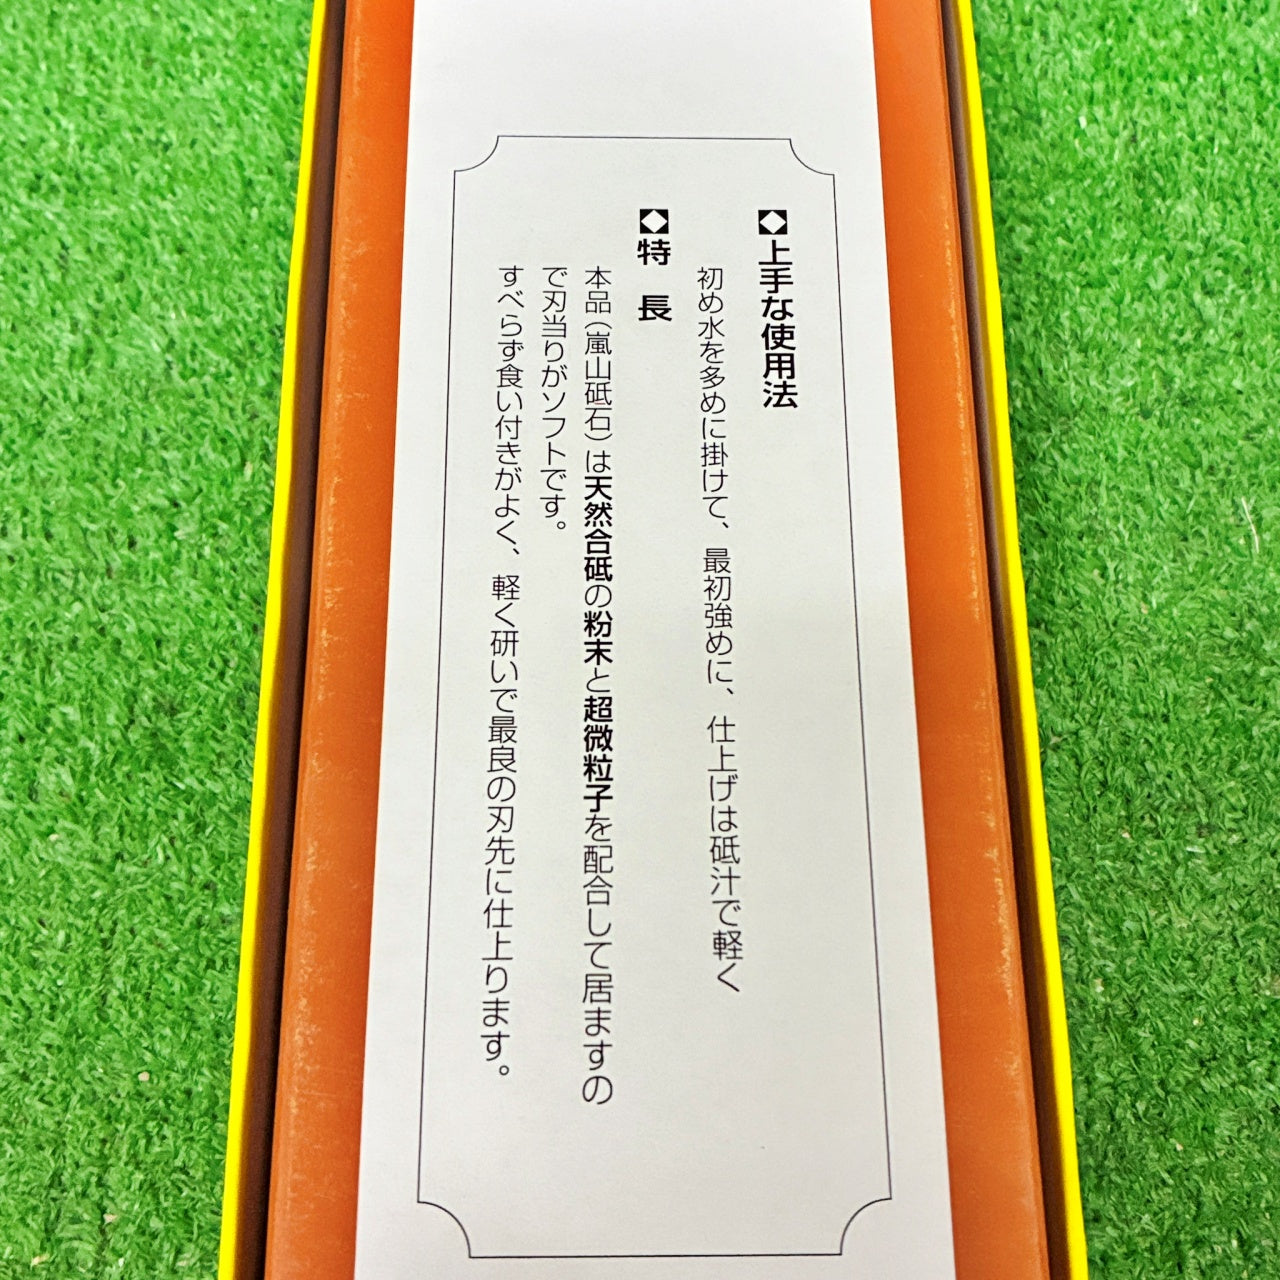 ◆上手な使用法
初め水を多めに掛けて、最初強めに、仕上げは砥汁で軽く
◆特 長
本品(嵐山砥石)は天然合砥の粉末と超微粒子を配合して居ますの
で刃当りがソフトです。
すべらず食い付きがよく、軽く研いで最良の刃先に仕上ります。